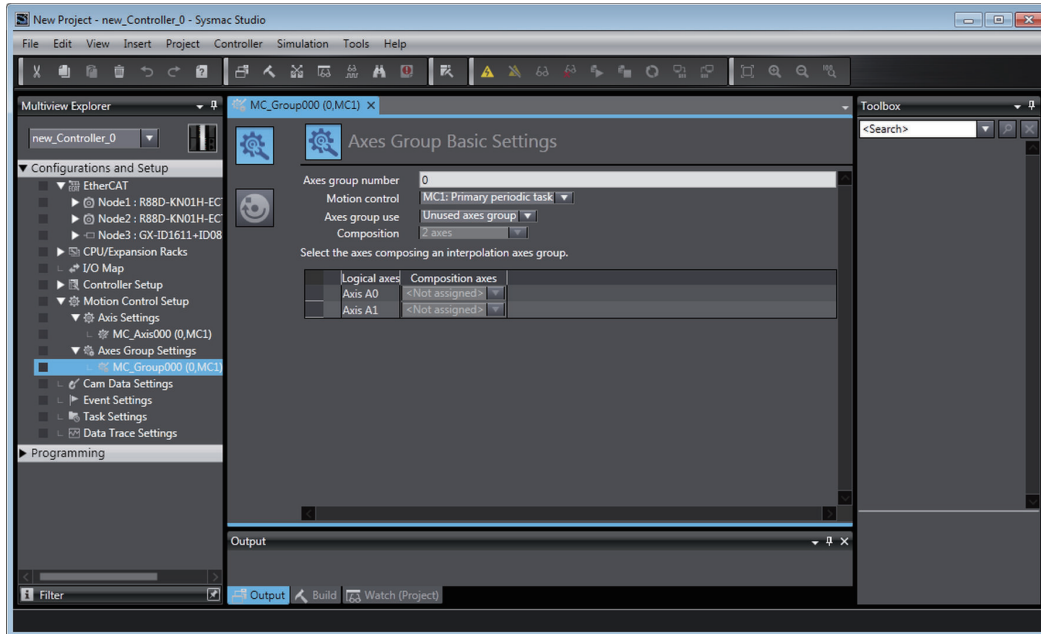 New Project - new_Controller_0 - Sysmac Studio
File Edit View Insert Project Controller Simulation Tools Help
Multiview Explorer
new_Controller_0
Configurations and Setup
EtherCAT
Node1 : R88D-KN01H-EC
Node2 : R88D-KN01H-EC
Node3 : GX-ID1611+ID08
CPU/Expansion Racks
I/O Map
Controller Setup
Motion Control Setup
Axis Settings
MC_Axis000 (0,MC1)
Axes Group Settings
MC_Group000 (0,MC1)
Cam Data Settings
Event Settings
Task Settings
Data Trace Settings
Programming
Filter
MC_Group000 (0,MC1)
Axes Group Basic Settings
Axes group number 0
Motion control MC1: Primary periodic task
Axes group use Unused axes group
Composition 2 axes
Select the axes composing an interpolation axes group.
Logical axes Composition axes
Axis A0 <Not assigned>
Axis A1 <Not assigned>
Output
Output Build Watch (Project)
Toolbox
<Search>